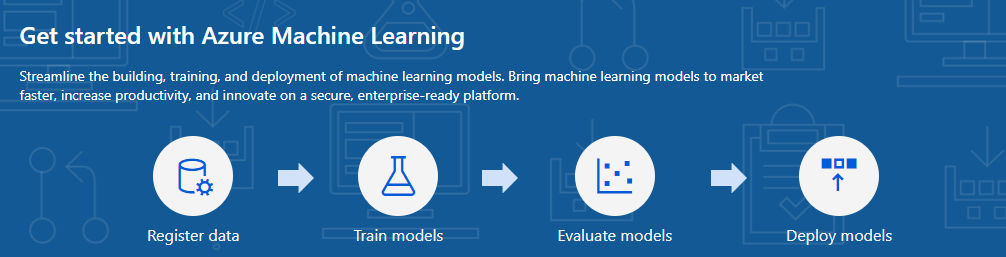 Get started with Azure Machine Learning
Streamline the building, training, and deployment of machine learning models. Bring machine learning models to market
faster, increase productivity, and innovate on a secure, enterprise-ready platform.
Register data
Train models
Evaluate models
Deploy models